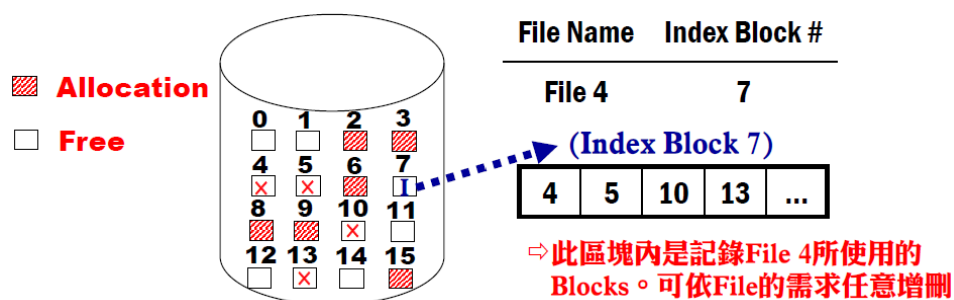 Allocation
Free
0 1 2 3
4 5 6 7
× × I
8 9 10 11
×
12 13 14 15
×
File Name Index Block #
File 4 7
(Index Block 7)
4 5 10 13 ...
⇨此區塊內是記錄File 4所使用的
Blocks。可依File的需求任意增刪